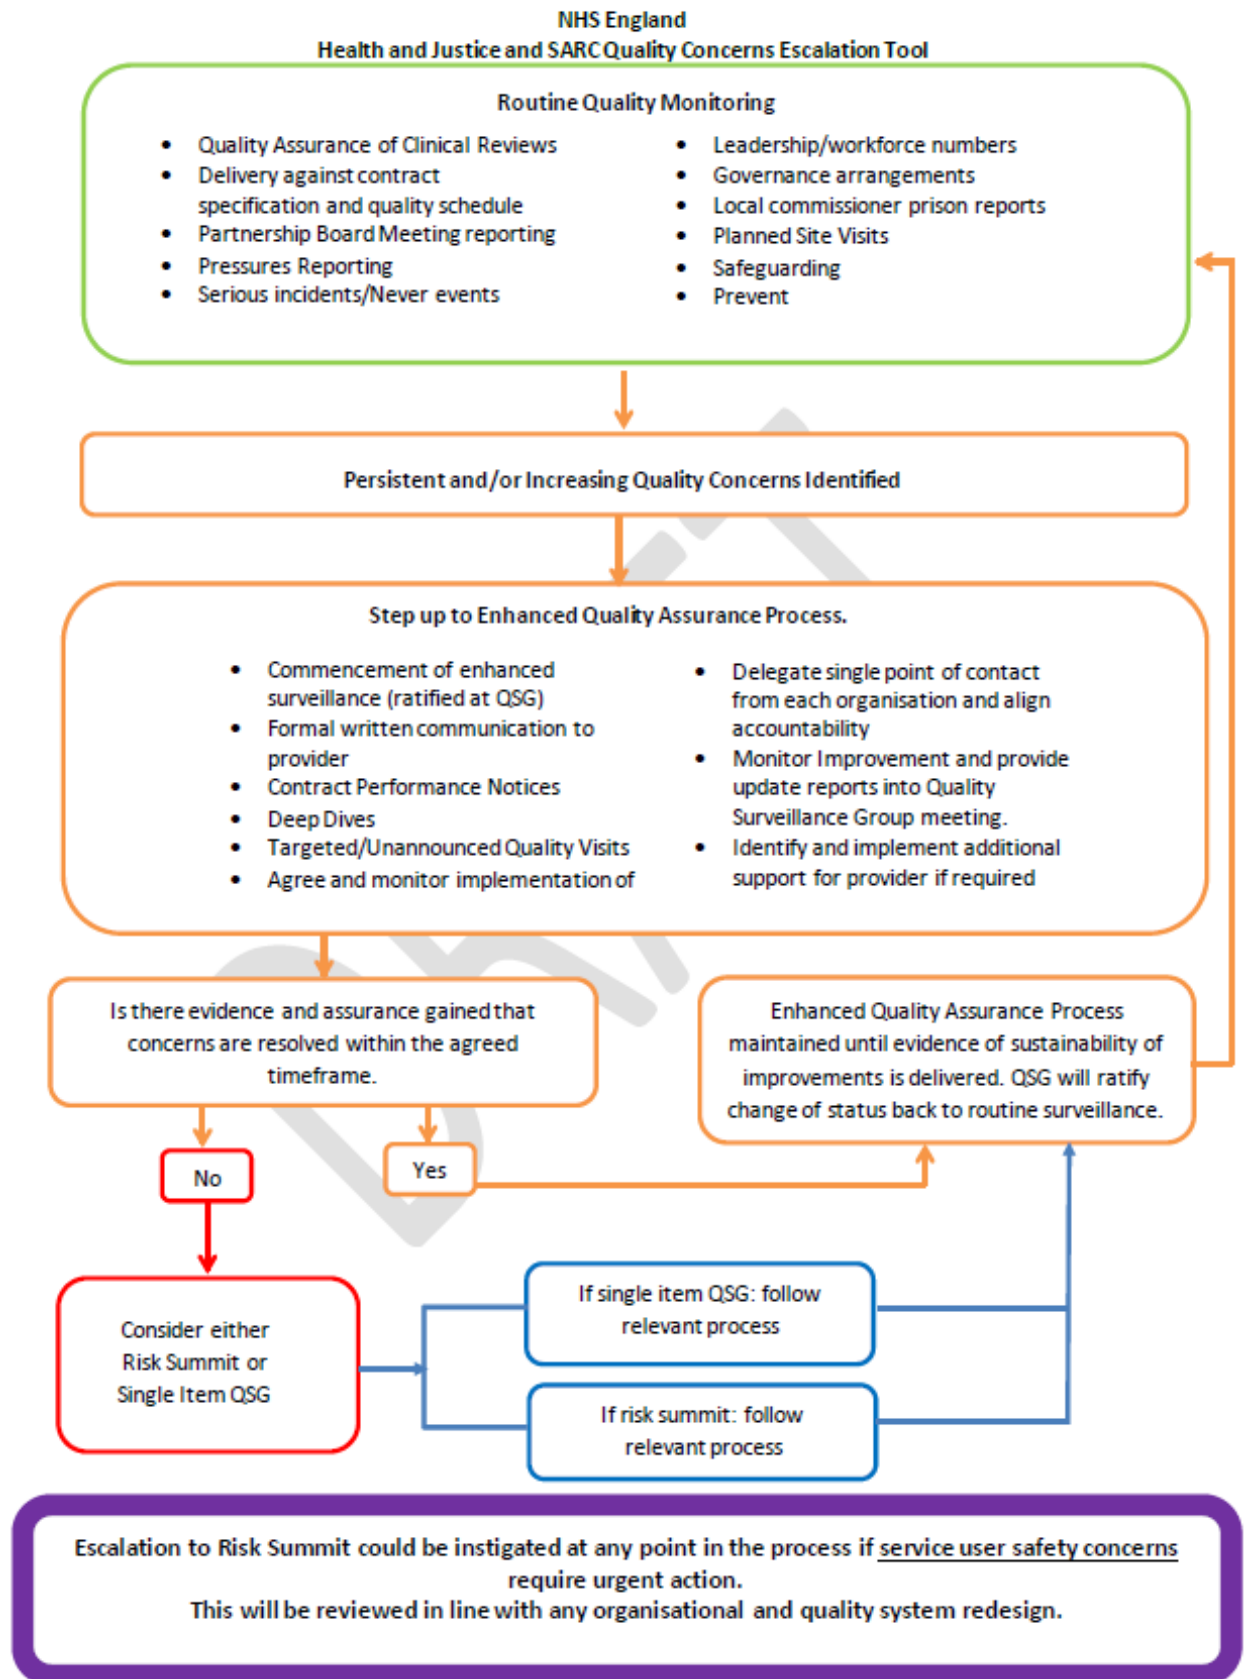 NHS England
Health and Justice and SARC Quality Concerns Escalation Tool
Routine Quality Monitoring
• Quality Assurance of Clinical Reviews
• Delivery against contract
specification and quality schedule
• Partnership Board Meeting reporting
• Pressures Reporting
• Serious incidents/Never events
• Leadership/workforce numbers
• Governance arrangements
• Local commissioner prison reports
• Planned Site Visits
• Safeguarding
• Prevent
Persistent and/or Increasing Quality Concerns Identified
Step up to Enhanced Quality Assurance Process.
• Commencement of enhanced
surveillance (ratified at QSG)
• Formal written communication to
provider
• Contract Performance Notices
• Deep Dives
• Targeted/Unannounced Quality Visits
• Agree and monitor implementation of
• Delegate single point of contact
from each organisation and align
accountability
• Monitor Improvement and provide
update reports into Quality
Surveillance Group meeting.
• Identify and implement additional
support for provider if required
Is there evidence and assurance gained that
concerns are resolved within the agreed
timeframe.
Enhanced Quality Assurance Process
maintained until evidence of sustainability of
improvements is delivered. QSG will ratify
change of status back to routine surveillance.
No
Yes
Consider either
Risk Summit or
Single Item QSG
If single item QSG: follow
relevant process
If risk summit: follow
relevant process
Escalation to Risk Summit could be instigated at any point in the process if service user safety concerns
require urgent action.
This will be reviewed in line with any organisational and quality system redesign.
DRAFT